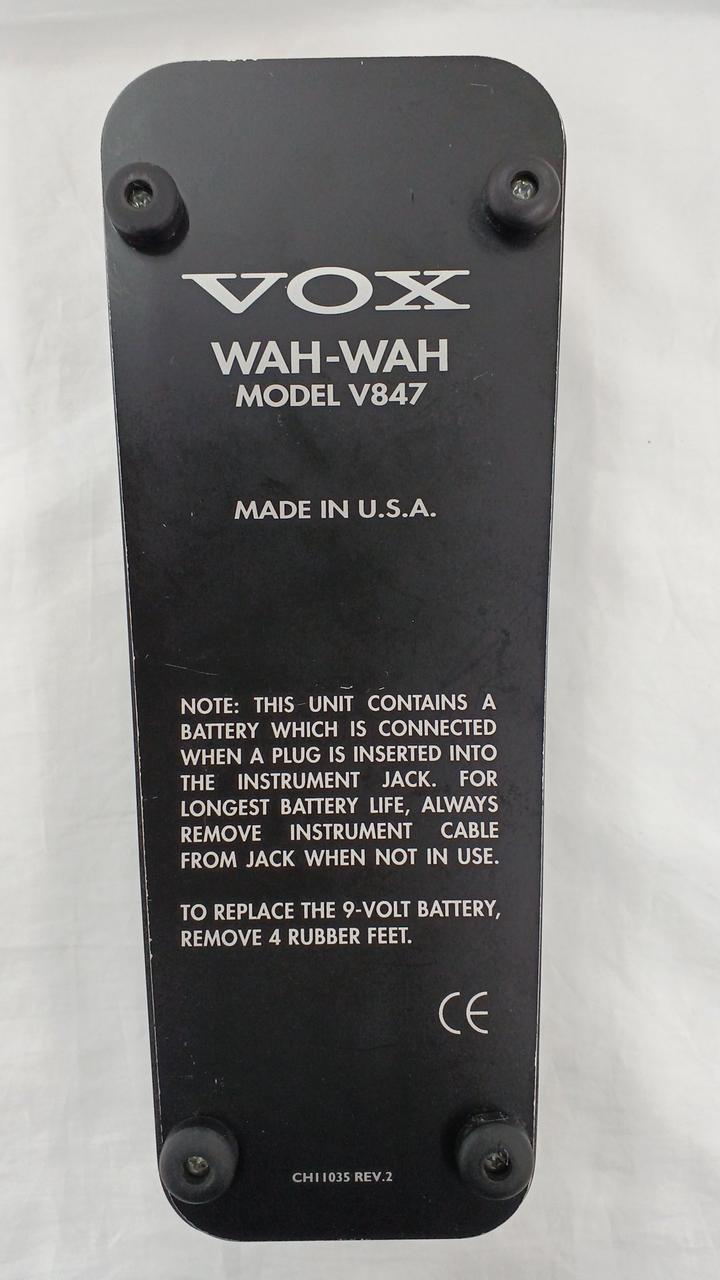 VOX
WAH-WAH
MODEL V847
MADE IN U.S.A.
NOTE: THIS UNIT CONTAINS A
BATTERY WHICH IS CONNECTED
WHEN A PLUG IS INSERTED INTO
THE INSTRUMENT JACK. FOR
LONGEST BATTERY LIFE, ALWAYS
REMOVE INSTRUMENT CABLE
FROM JACK WHEN NOT IN USE.
TO REPLACE THE 9-VOLT BATTERY,
REMOVE 4 RUBBER FEET.
CE
CH11035 REV.2